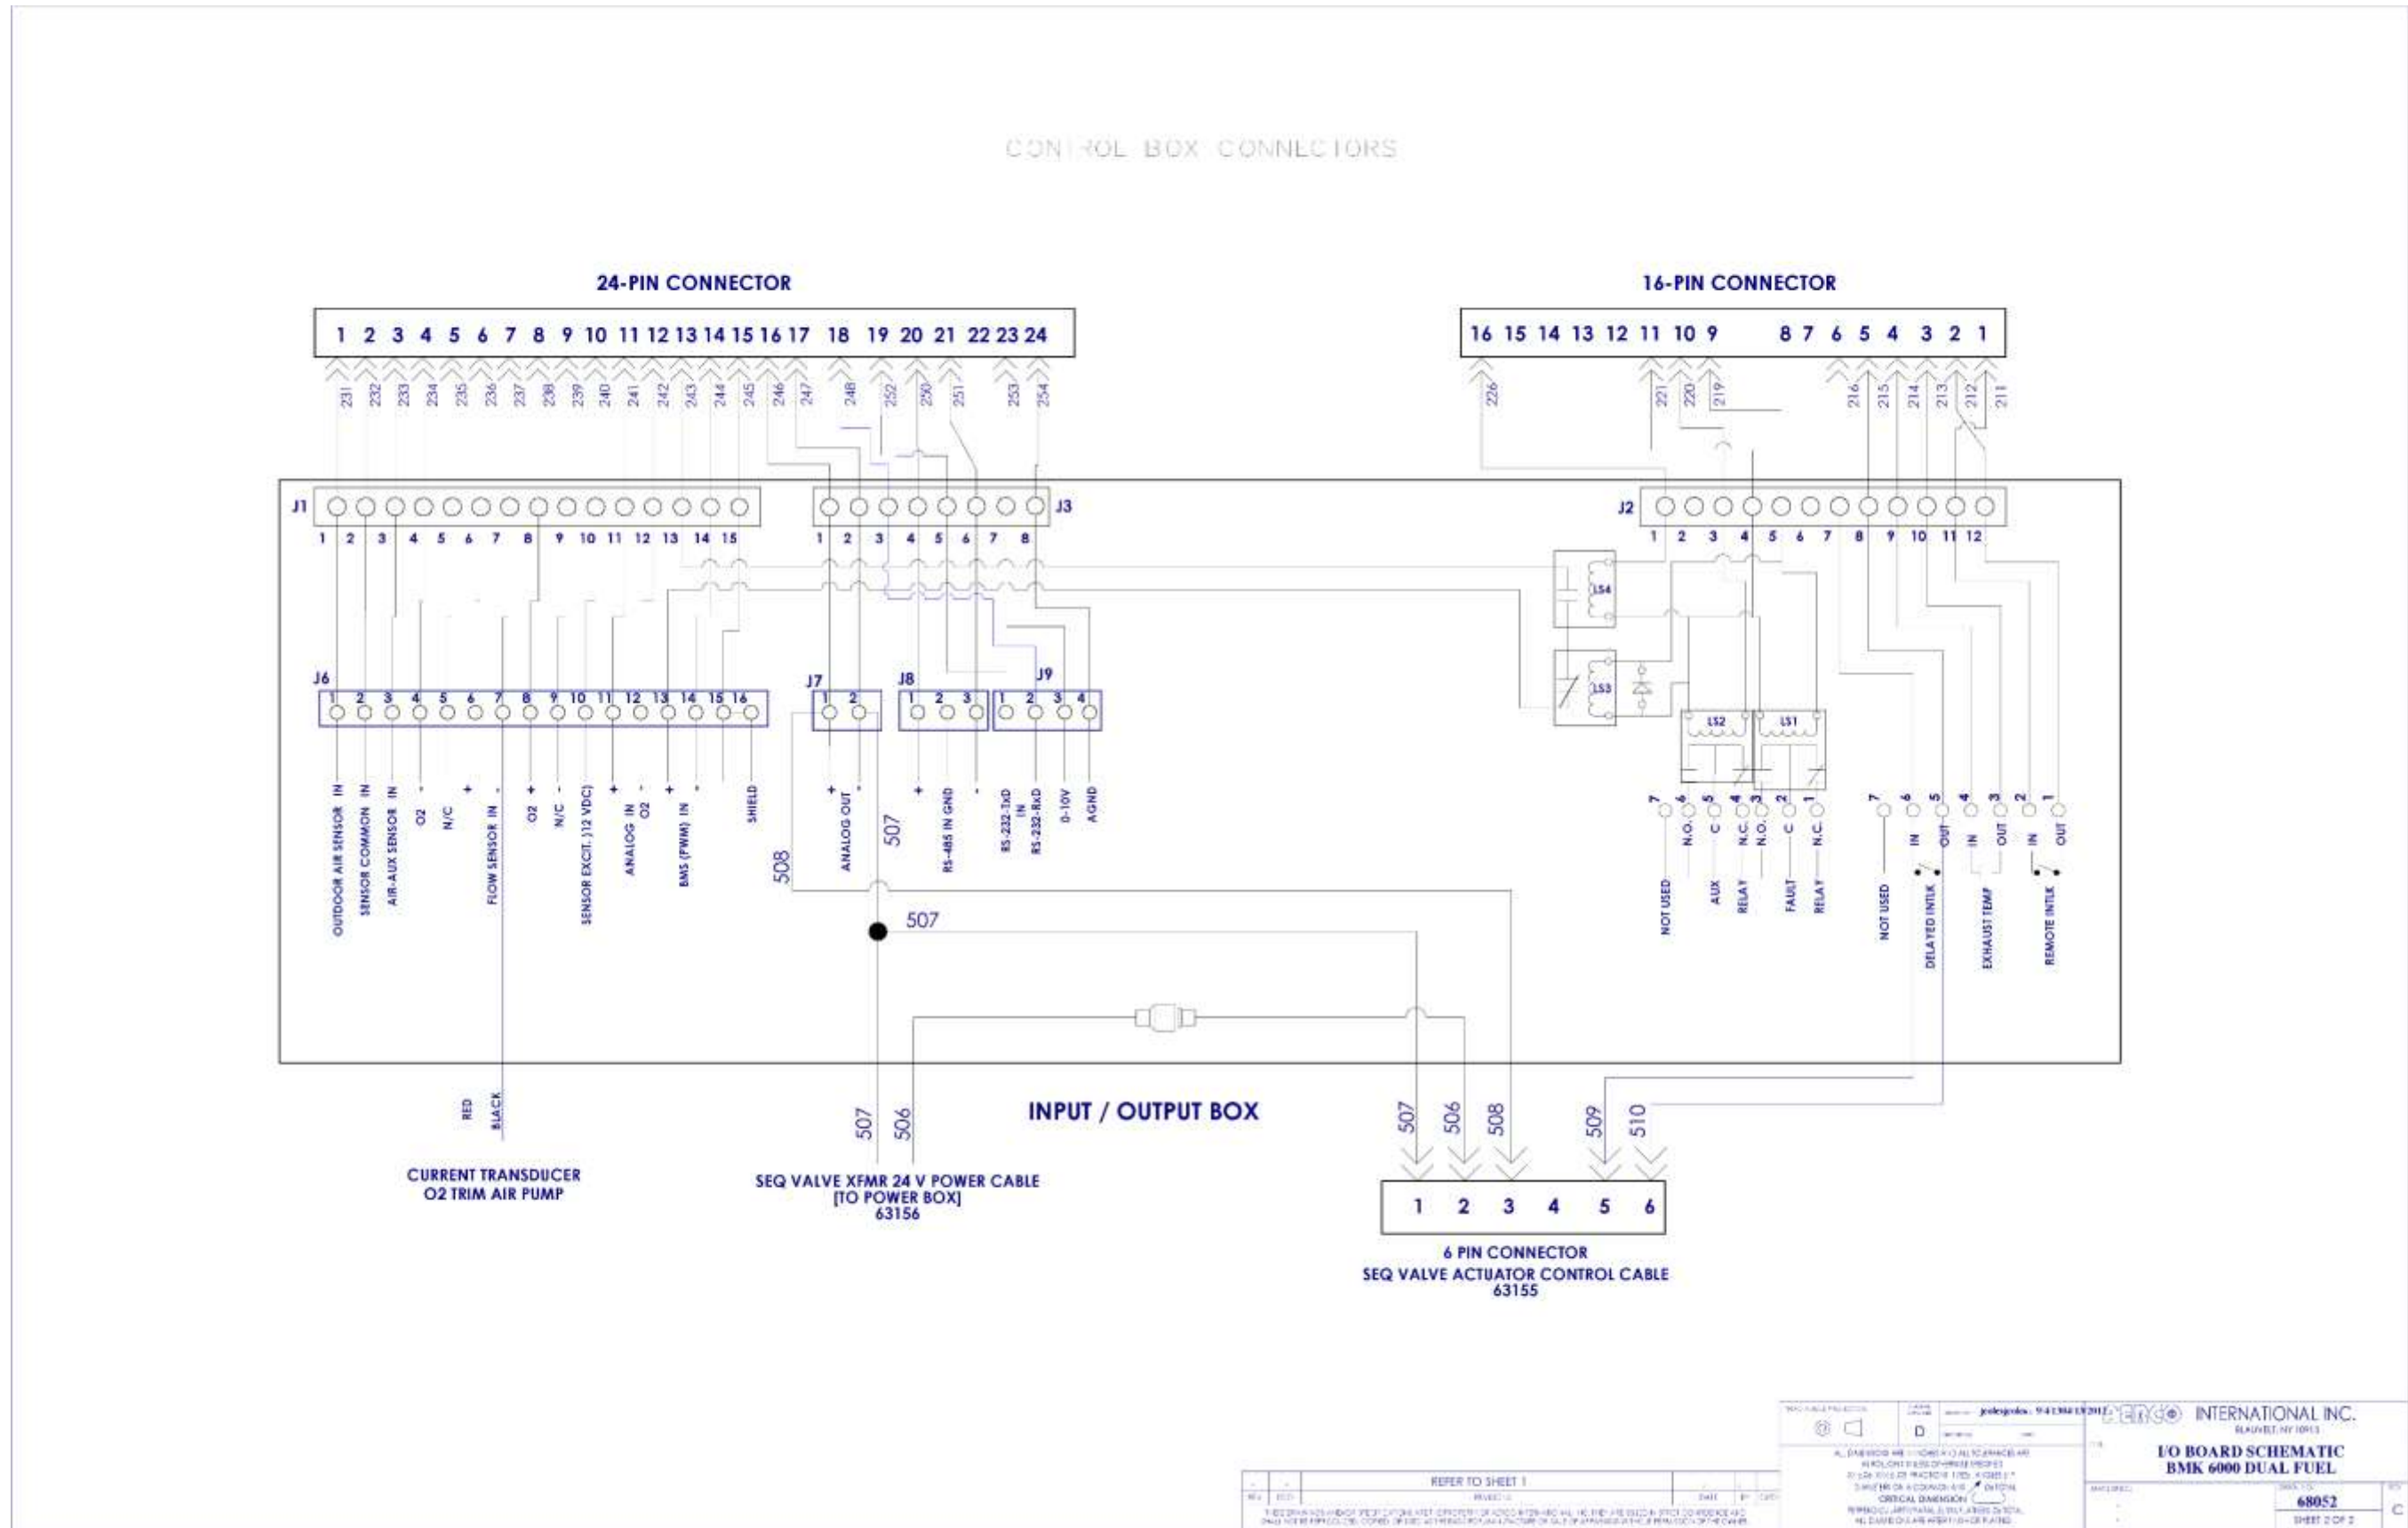 CONTROL BOX CONNECTORS
24-PIN CONNECTOR
16-PIN CONNECTOR
1 2 3 4 5 6 7 8 9 10 11 12 13 14 15 16 17 18 19 20 21 22 23 24
16 15 14 13 12 11 10 9 8 7 6 5 4 3 2 1
231 232 233 234 235 236 237 238 239 240 241 242 243 244 245 246 247 248 252 250 251 253 254
226 221 220 219 216 215 214 213 212 211
J1
J3
J2
1 2 3 4 5 6 7 8 9 10 11 12 13 14 15
1 2 3 4 5 6 7 8
1 2 3 4 5 6 7 8 9 10 11 12
LS4
LS3
LS2
LS1
J6
J7
J8
J9
1 2 3 4 5 6 7 8 9 10 11 12 13 14 15 16
1 2
1 2 3
1 2 3 4
OUTDOOR AIR SENSOR IN
SENSOR COMMON IN
AIR-AUX SENSOR IN
O2 -
N/C
+
FLOW SENSOR IN -
O2 +
N/C -
SENSOR EXCIT. )12 VDC)
ANALOG IN +
O2 -
BMS (PWM) IN +
-
SHIELD
+
ANALOG OUT -
+
RS-485 IN GND
-
RS-232-TxD
IN
RS-232-RxD
0-10V
AGND
508
507
507
7 6 5 4 3 2 1
N.O. C N.C. N.O. C N.C.
NOT USED
AUX
RELAY
FAULT
RELAY
7 6 5 4 3 2 1
IN OUT IN OUT IN OUT
NOT USED
DELAYED INTLK
EXHAUST TEMP
REMOTE INTLK
RED
BLACK
507
506
INPUT / OUTPUT BOX
507 506 508 509 510
CURRENT TRANSDUCER
O2 TRIM AIR PUMP
SEQ VALVE XFMR 24 V POWER CABLE
[TO POWER BOX]
63156
1 2 3 4 5 6
6 PIN CONNECTOR
SEQ VALVE ACTUATOR CONTROL CABLE
63155
D
AERCO INTERNATIONAL INC.
BLAUVELT, NY 10913
I/O BOARD SCHEMATIC
BMK 6000 DUAL FUEL
CRITICAL DIMENSION
REFER TO SHEET 1
DATE BY
68052
C
SHEET 2 OF 2